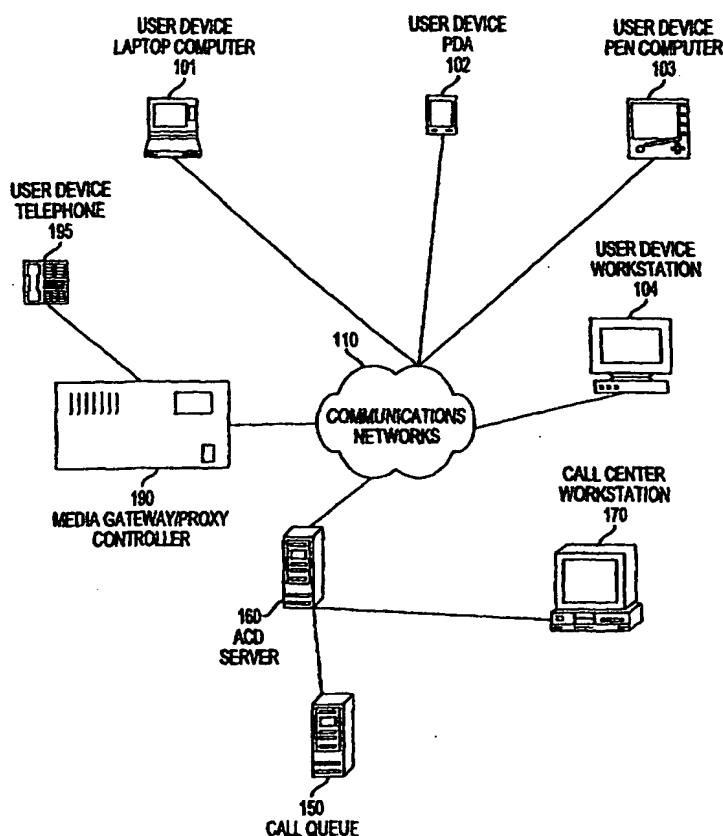 USER DEVICE
LAPTOP COMPUTER
101
USER DEVICE
PDA
102
USER DEVICE
PEN COMPUTER
103
USER DEVICE
TELEPHONE
195
USER DEVICE
WORKSTATION
104
110
COMMUNICATIONS
NETWORKS
190
MEDIA GATEWAY/PROXY
CONTROLLER
CALL CENTER
WORKSTATION
170
160
ACD
SERVER
150
CALL QUEUE